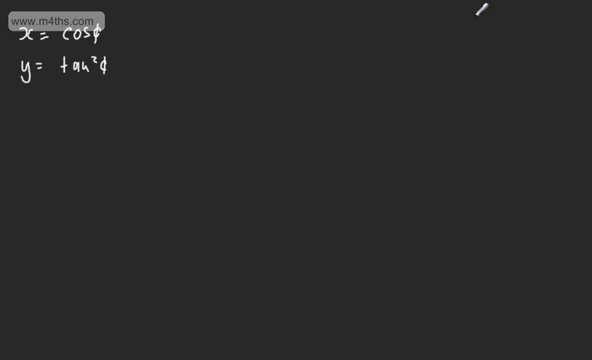 www.m4ths.com
x = cosϕ
y = tan²ϕ